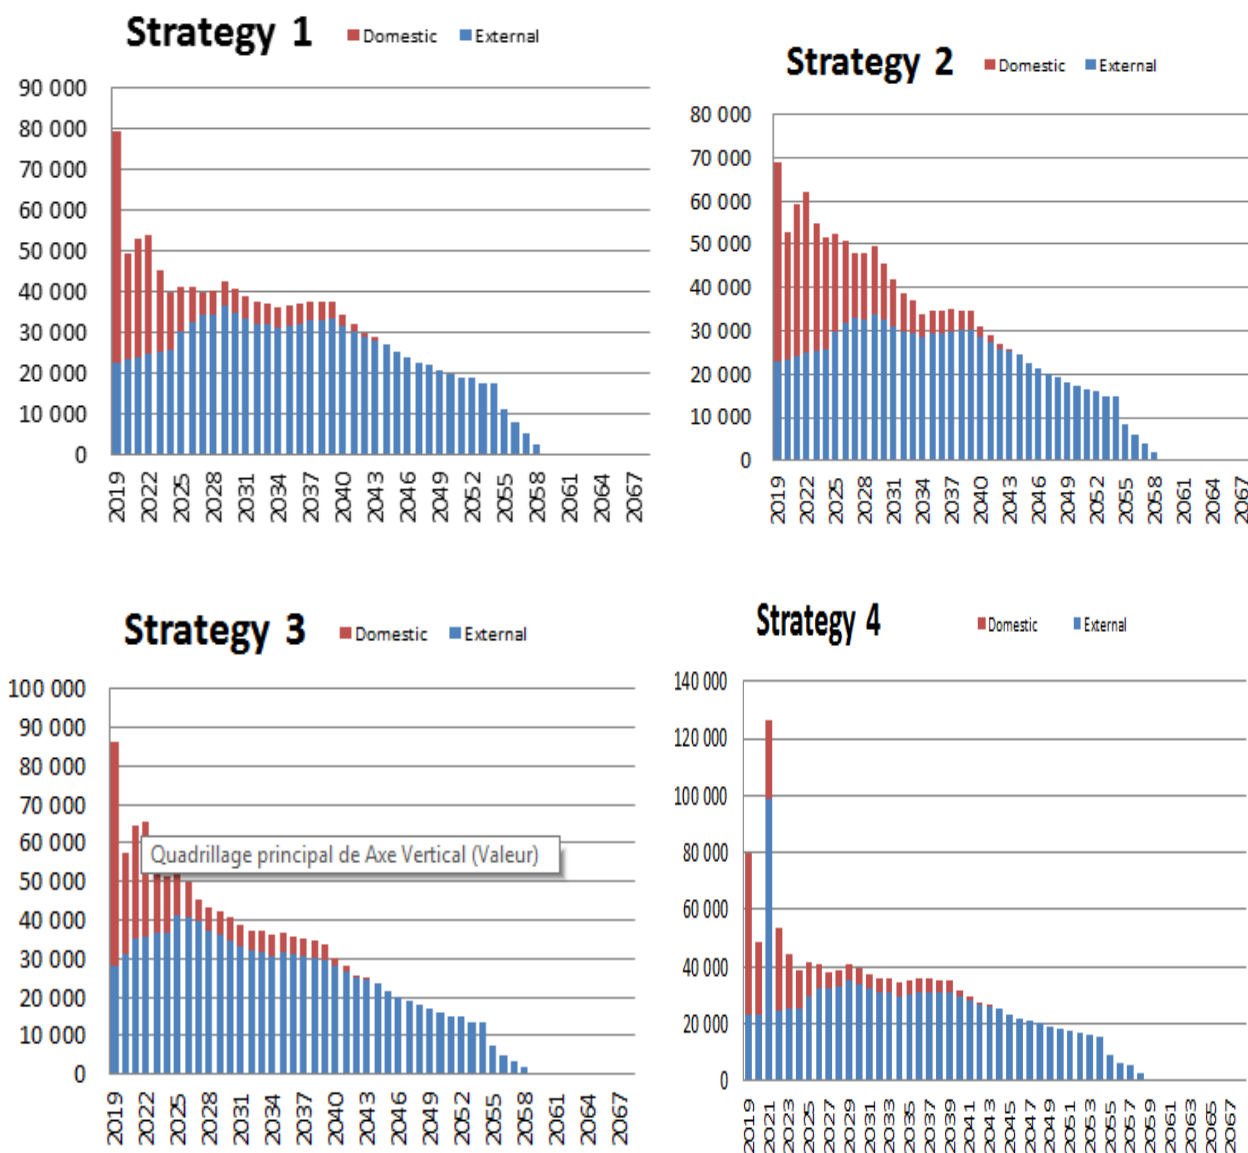 Strategy 1
Domestic External
90 000
80 000
70 000
60 000
50 000
40 000
30 000
20 000
10 000
0
2019 2022 2025 2028 2031 2034 2037 2040 2043 2046 2049 2052 2055 2058 2061 2064 2067
Strategy 2
Domestic External
80 000
70 000
60 000
50 000
40 000
30 000
20 000
10 000
0
2019 2022 2025 2028 2031 2034 2037 2040 2043 2046 2049 2052 2055 2058 2061 2064 2067
Strategy 3
Domestic External
100 000
90 000
80 000
70 000
60 000
50 000
40 000
30 000
20 000
10 000
0
Quadrillage principal de Axe Vertical (Valeur)
2019 2022 2025 2028 2031 2034 2037 2040 2043 2046 2049 2052 2055 2058 2061 2064 2067
Strategy 4
Domestic External
140 000
120 000
100 000
80 000
60 000
40 000
20 000
0
2019 2021 2023 2025 2027 2029 2031 2033 2035 2037 2039 2041 2043 2045 2047 2049 2051 2053 2055 2057 2059 2061 2063 2065 2067